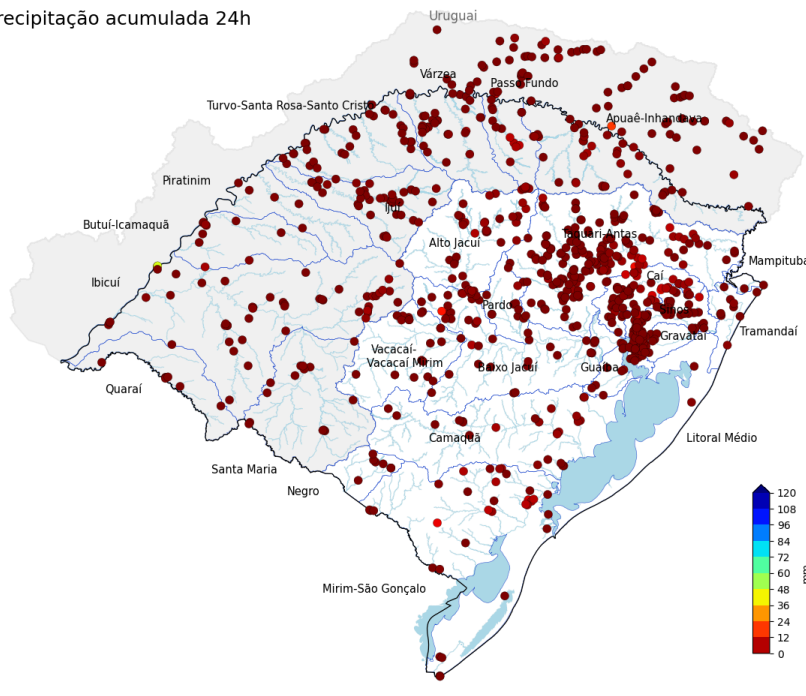 recipitação acumulada 24h
Uruguai
Várzea
Passo Fundo
Turvo-Santa Rosa-Santo Cristo
Apuaê-Inhandava
Piratinim
Ijuí
Butuí-Icamaquã
Alto Jacuí
Taquari-Antas
Mampituba
Ibicuí
Caí
Pardo
Sinos
Tramandaí
Gravataí
Vacacaí-
Vacacaí Mirim
Baixo Jacuí
Guaíba
Quaraí
Camaquã
Litoral Médio
Santa Maria
Negro
Mirim-São Gonçalo
120
108
96
84
72
60
48
36
24
12
0
mm